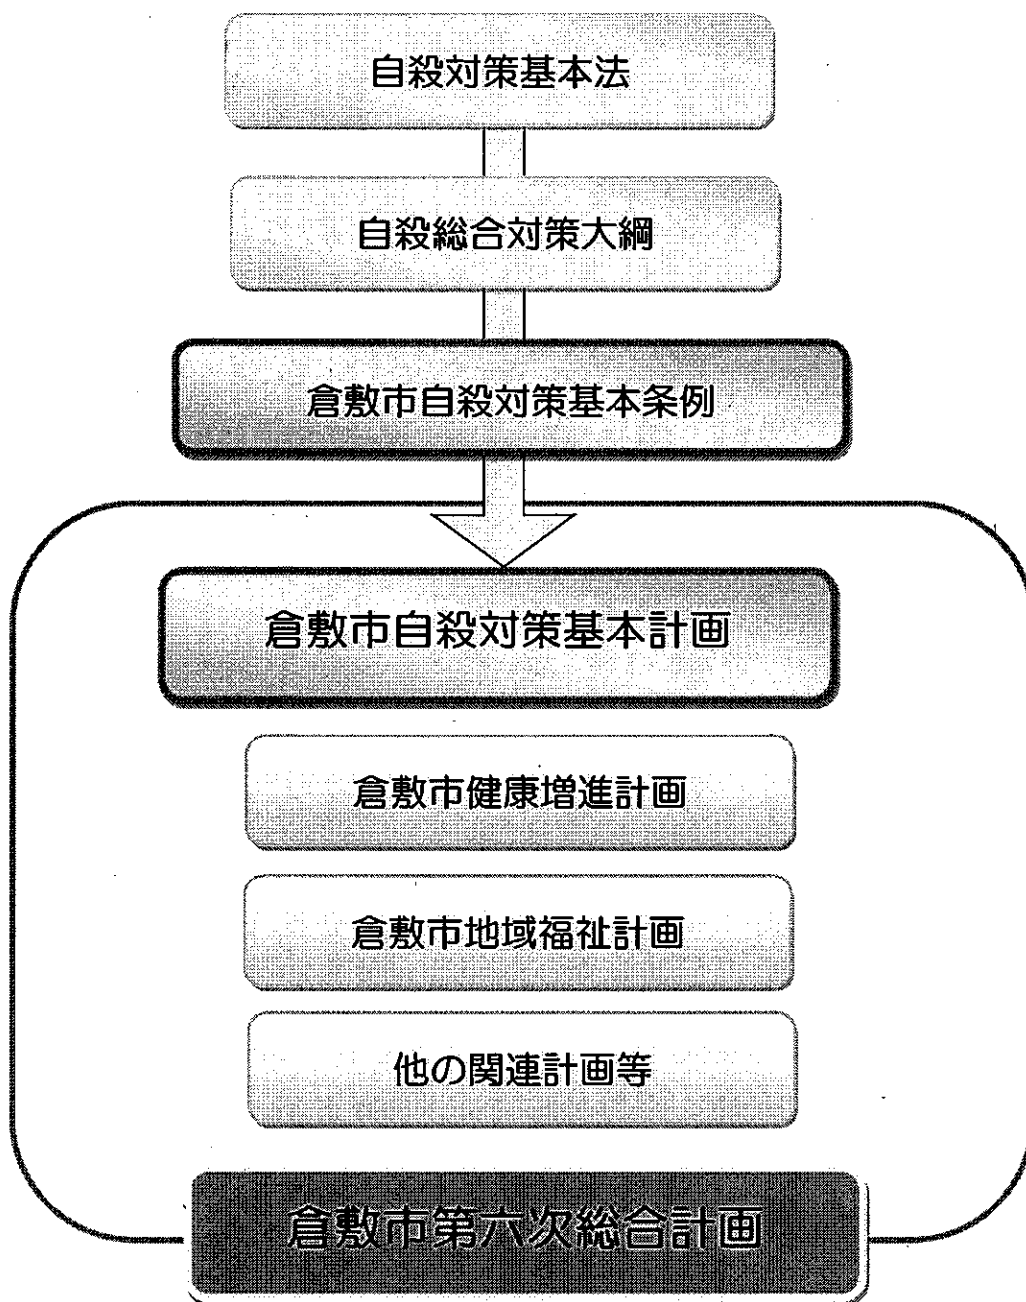 自殺対策基本法
自殺総合対策大綱
倉敷市自殺対策基本条例
倉敷市自殺対策基本計画
倉敷市健康増進計画
倉敷市地域福祉計画
他の関連計画等
倉敷市第六次総合計画